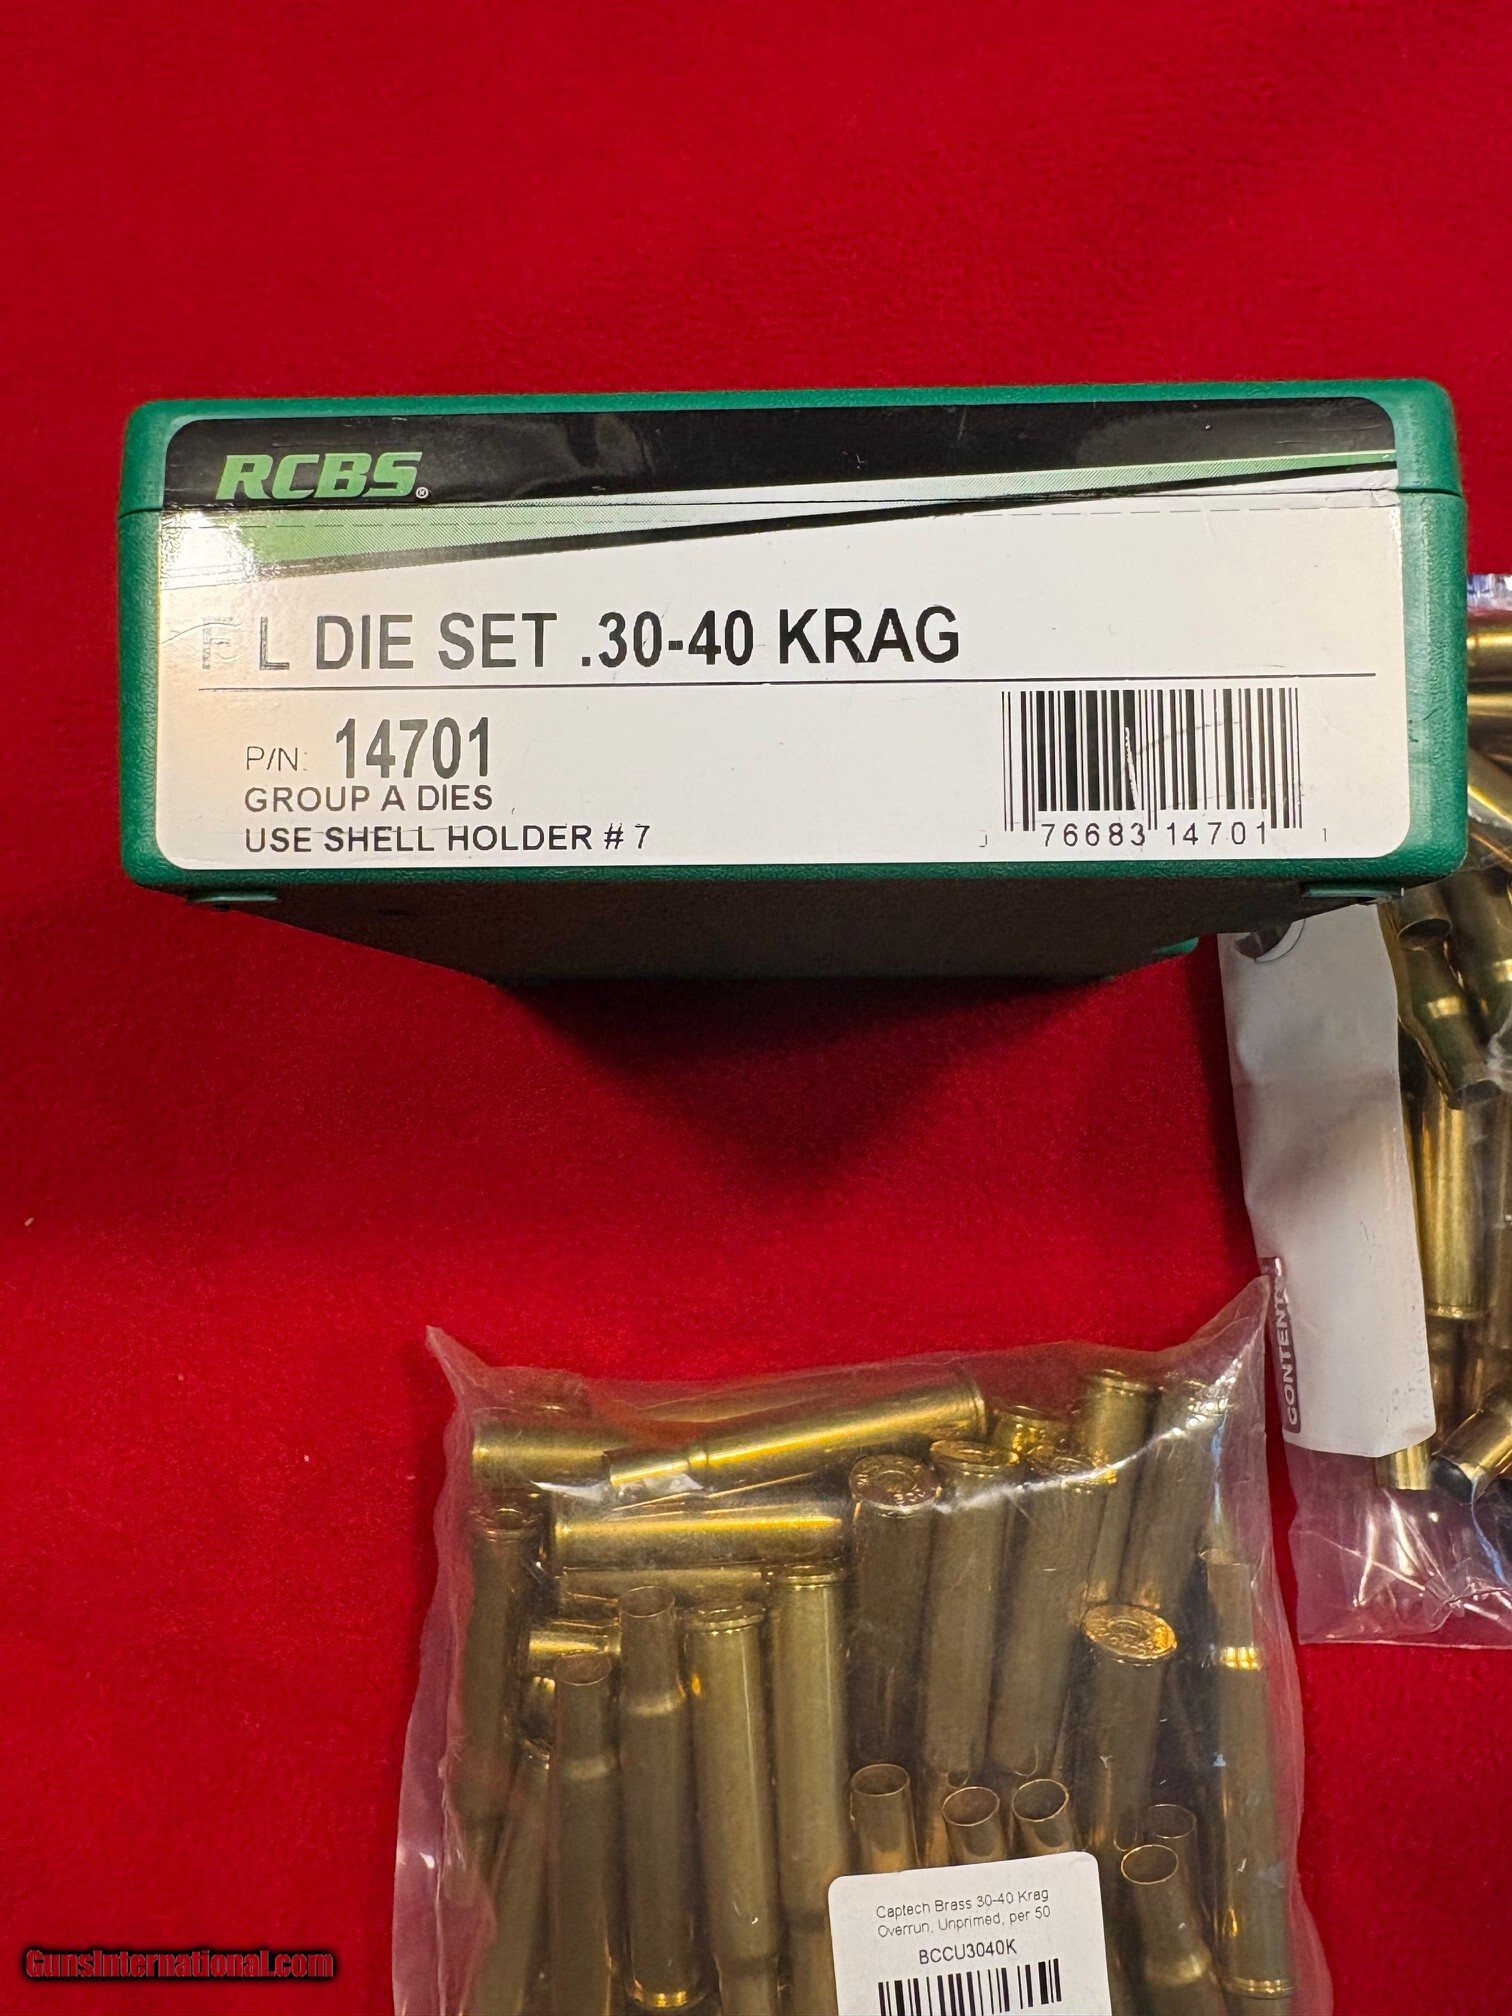 RCBS®
F L DIE SET .30-40 KRAG
P/N: 14701
GROUP A DIES
USE SHELL HOLDER # 7
76683 14701
CONTENT
Captech Brass 30-40 Krag
Overrun, Unprimed, per 50
BCCU3040K
GunsInternational.com